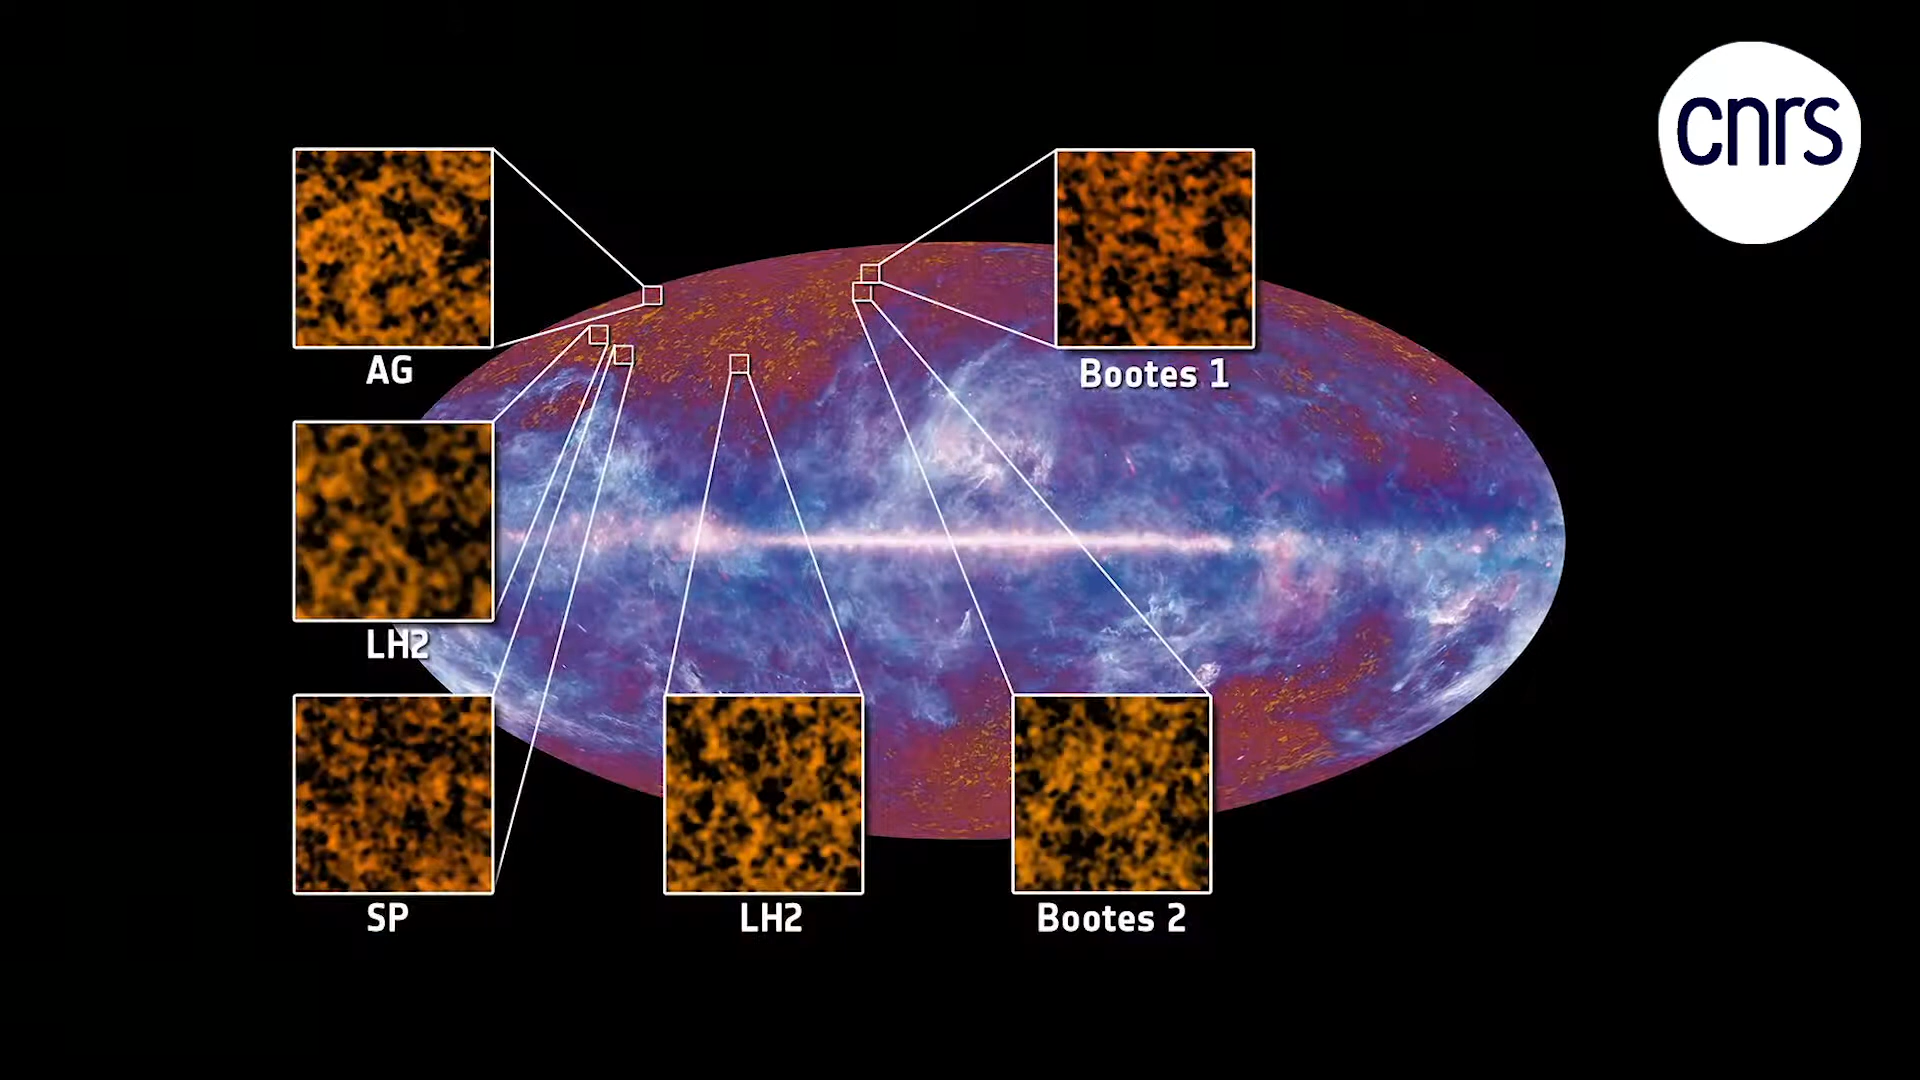 cnrs
AG
Bootes 1
LH2
SP
LH2
Bootes 2